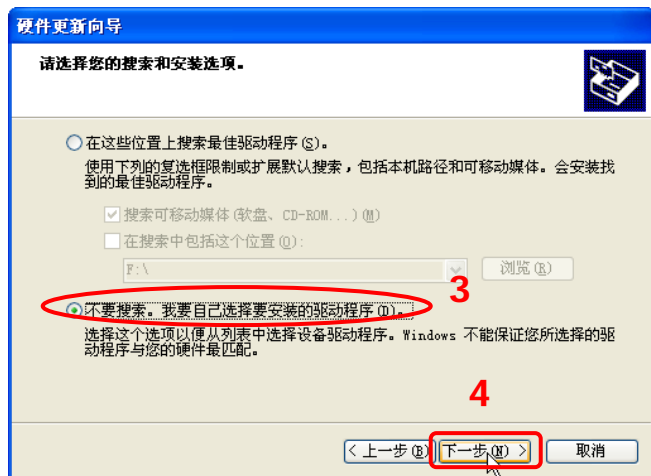 硬件更新向导
请选择您的搜索和安装选项。
在这些位置上搜索最佳驱动程序(S)。
使用下列的复选框限制或扩展默认搜索，包括本机路径和可移动媒体。会安装找
到的最佳驱动程序。
搜索可移动媒体(软盘、CD-ROM...)(M)
在搜索中包括这个位置(O):
F:\
浏览(R)
3
不要搜索。我要自己选择要安装的驱动程序(D)。
选择这个选项以便从列表中选择设备驱动程序。Windows 不能保证您所选择的驱
动程序与您的硬件最匹配。
4
< 上一步(B) 下一步(N) > 取消